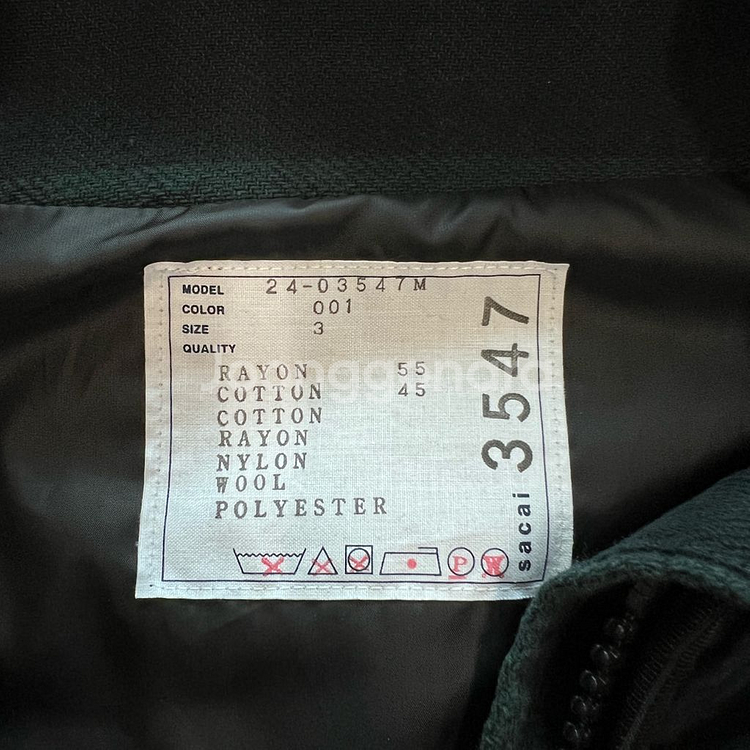 MODEL 24-03547M
COLOR 001
SIZE 3
QUALITY
RAYON 55
COTTON 45
COTTON
RAYON
NYLON
WOOL
POLYESTER
P W
sacai 3547